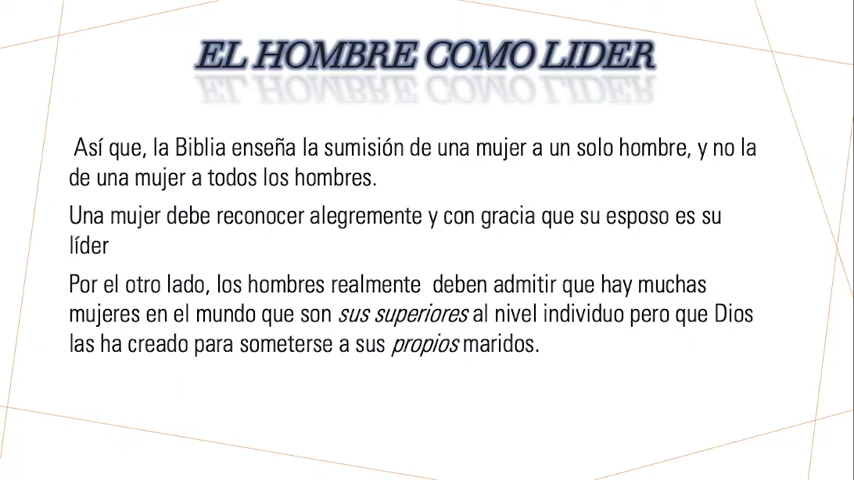 EL HOMBRE COMO LIDER
Así que, la Biblia enseña la sumisión de una mujer a un solo hombre, y no la
de una mujer a todos los hombres.
Una mujer debe reconocer alegremente y con gracia que su esposo es su
líder
Por el otro lado, los hombres realmente deben admitir que hay muchas
mujeres en el mundo que son sus superiores al nivel individuo pero que Dios
las ha creado para someterse a sus propios maridos.